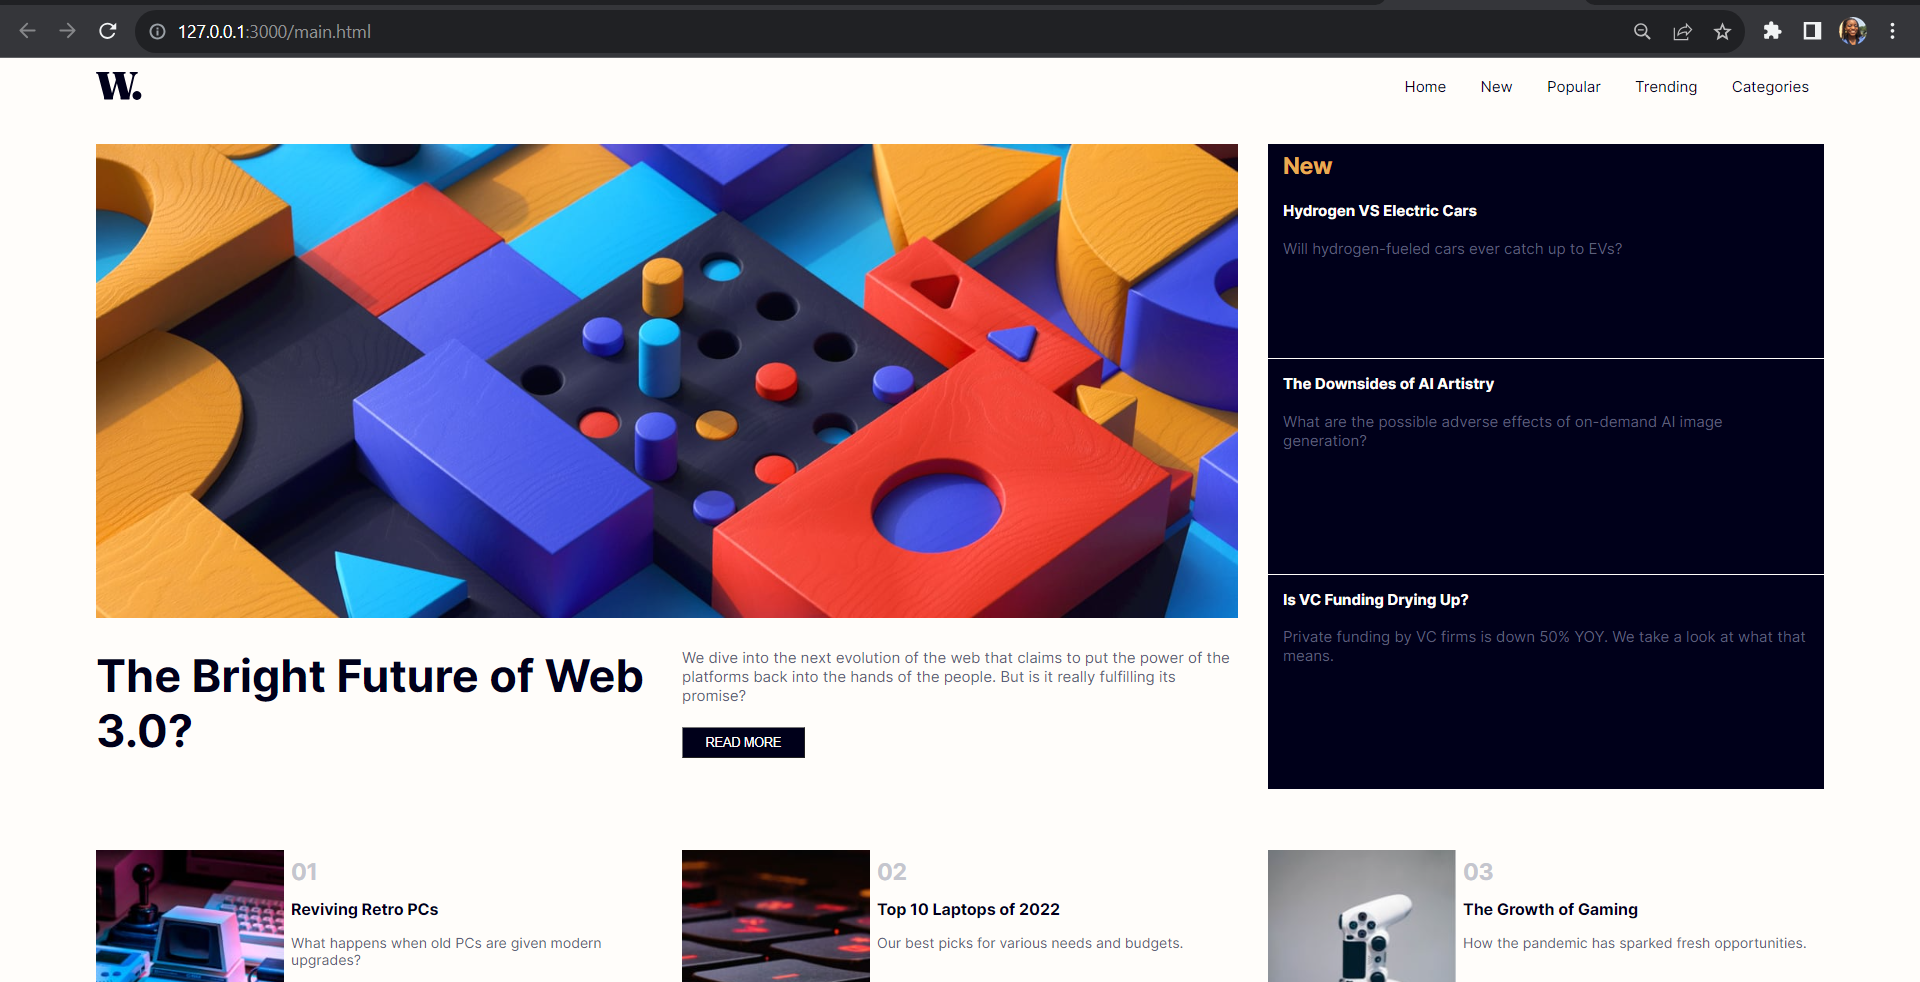 127.0.0.1:3000/main.html
W.
Home New Popular Trending Categories
New
Hydrogen VS Electric Cars
Will hydrogen-fueled cars ever catch up to EVs?
The Downsides of AI Artistry
What are the possible adverse effects of on-demand AI image
generation?
Is VC Funding Drying Up?
Private funding by VC firms is down 50% YOY. We take a look at what that
means.
The Bright Future of Web
3.0?
We dive into the next evolution of the web that claims to put the power of the
platforms back into the hands of the people. But is it really fulfilling its
promise?
READ MORE
01
Reviving Retro PCs
What happens when old PCs are given modern
upgrades?
02
Top 10 Laptops of 2022
Our best picks for various needs and budgets.
03
The Growth of Gaming
How the pandemic has sparked fresh opportunities.